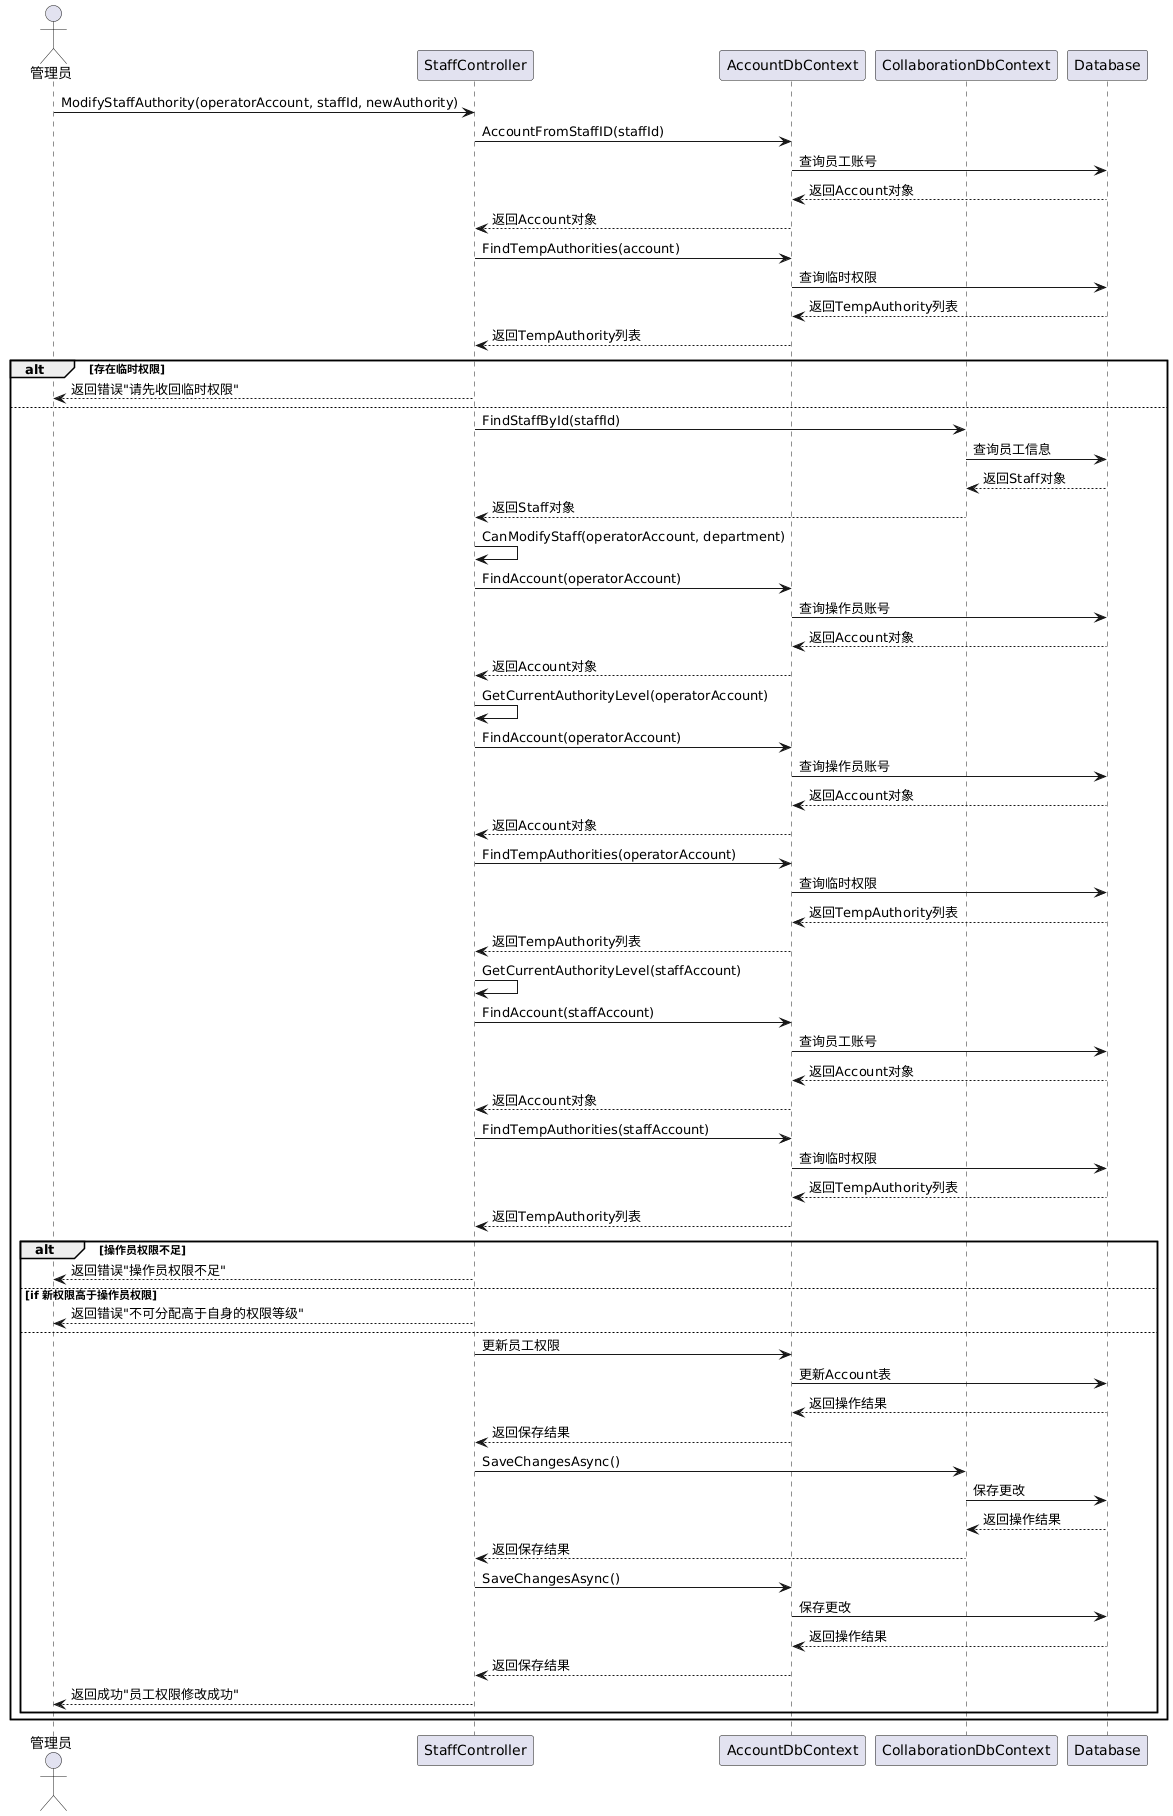 管理员
StaffController
AccountDbContext
CollaborationDbContext
Database
ModifyStaffAuthority(operatorAccount, staffId, newAuthority)
AccountFromStaffID(staffId)
查询员工账号
返回Account对象
返回Account对象
FindTempAuthorities(account)
查询临时权限
返回TempAuthority列表
返回TempAuthority列表
alt [存在临时权限]
返回错误"请先收回临时权限"
FindStaffById(staffId)
查询员工信息
返回Staff对象
返回Staff对象
CanModifyStaff(operatorAccount, department)
FindAccount(operatorAccount)
查询操作员账号
返回Account对象
返回Account对象
GetCurrentAuthorityLevel(operatorAccount)
FindAccount(operatorAccount)
查询操作员账号
返回Account对象
返回Account对象
FindTempAuthorities(operatorAccount)
查询临时权限
返回TempAuthority列表
返回TempAuthority列表
GetCurrentAuthorityLevel(staffAccount)
FindAccount(staffAccount)
查询员工账号
返回Account对象
返回Account对象
FindTempAuthorities(staffAccount)
查询临时权限
返回TempAuthority列表
返回TempAuthority列表
alt [操作员权限不足]
返回错误"操作员权限不足"
[if 新权限高于操作员权限]
返回错误"不可分配高于自身的权限等级"
更新员工权限
更新Account表
返回操作结果
返回保存结果
SaveChangesAsync()
保存更改
返回操作结果
返回保存结果
SaveChangesAsync()
保存更改
返回操作结果
返回保存结果
返回成功"员工权限修改成功"
管理员
StaffController
AccountDbContext
CollaborationDbContext
Database